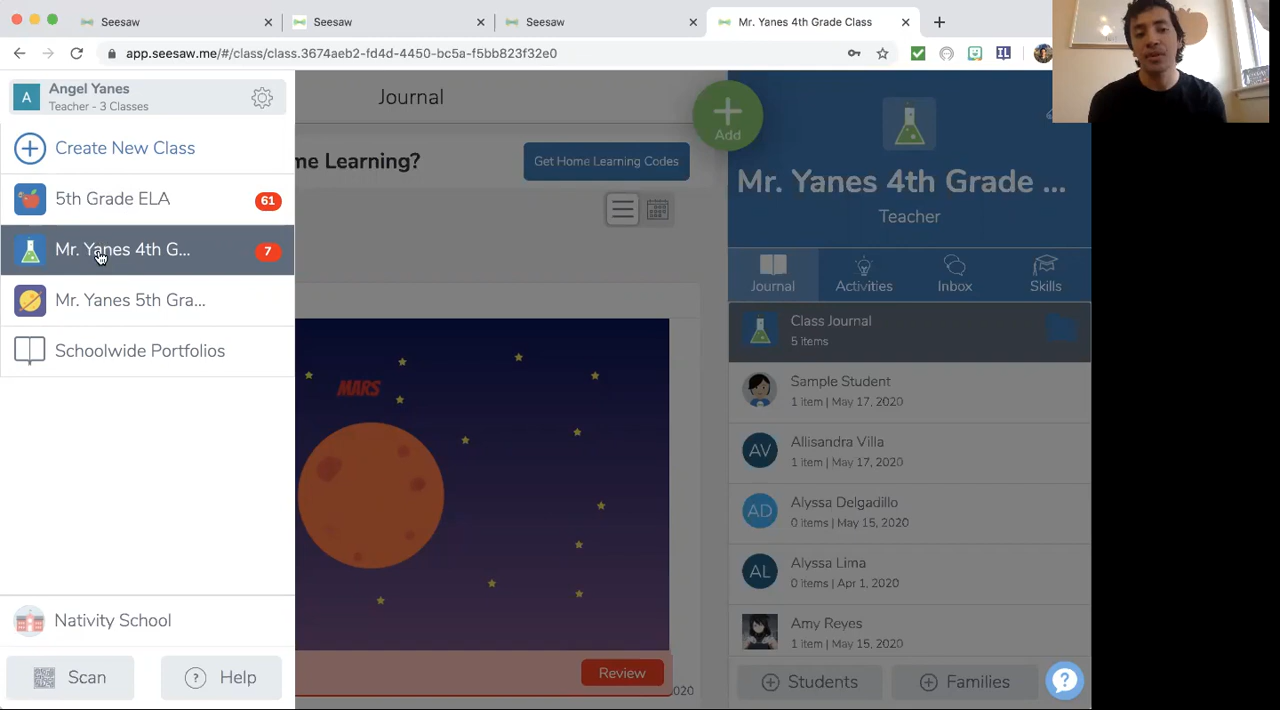 Seesaw
Seesaw
Seesaw
Mr. Yanes 4th Grade Class
app.seesaw.me/#/class/class.3674aeb2-fd4d-4450-bc5a-f5bb823f32e0
IL
A
Angel Yanes
Teacher - 3 Classes
Create New Class
5th Grade ELA
61
Mr. Yanes 4th G...
7
Mr. Yanes 5th Gra...
Schoolwide Portfolios
Nativity School
Scan
? Help
Journal
me Learning?
Get Home Learning Codes
MARS
Review
020
Add
Mr. Yanes 4th Grade ...
Teacher
Journal
Activities
Inbox
Skills
Class Journal
5 items
Sample Student
1 item | May 17, 2020
AV
Allisandra Villa
1 item | May 17, 2020
AD
Alyssa Delgadillo
0 items | May 15, 2020
AL
Alyssa Lima
0 items | Apr 1, 2020
Amy Reyes
1 item | May 15, 2020
Students
Families
?